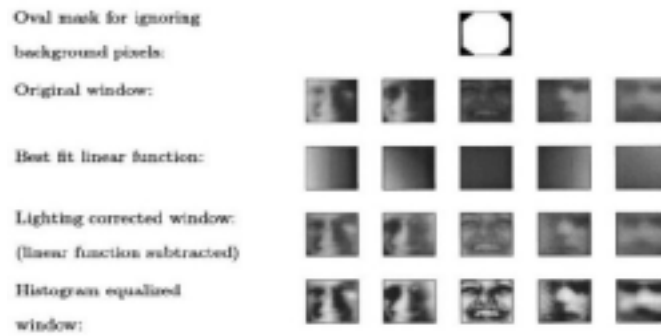 Oval mask for ignoring
background pixels:
Original window:
Best fit linear function:
Lighting corrected window:
(linear function subtracted)
Histogram equalized
window: